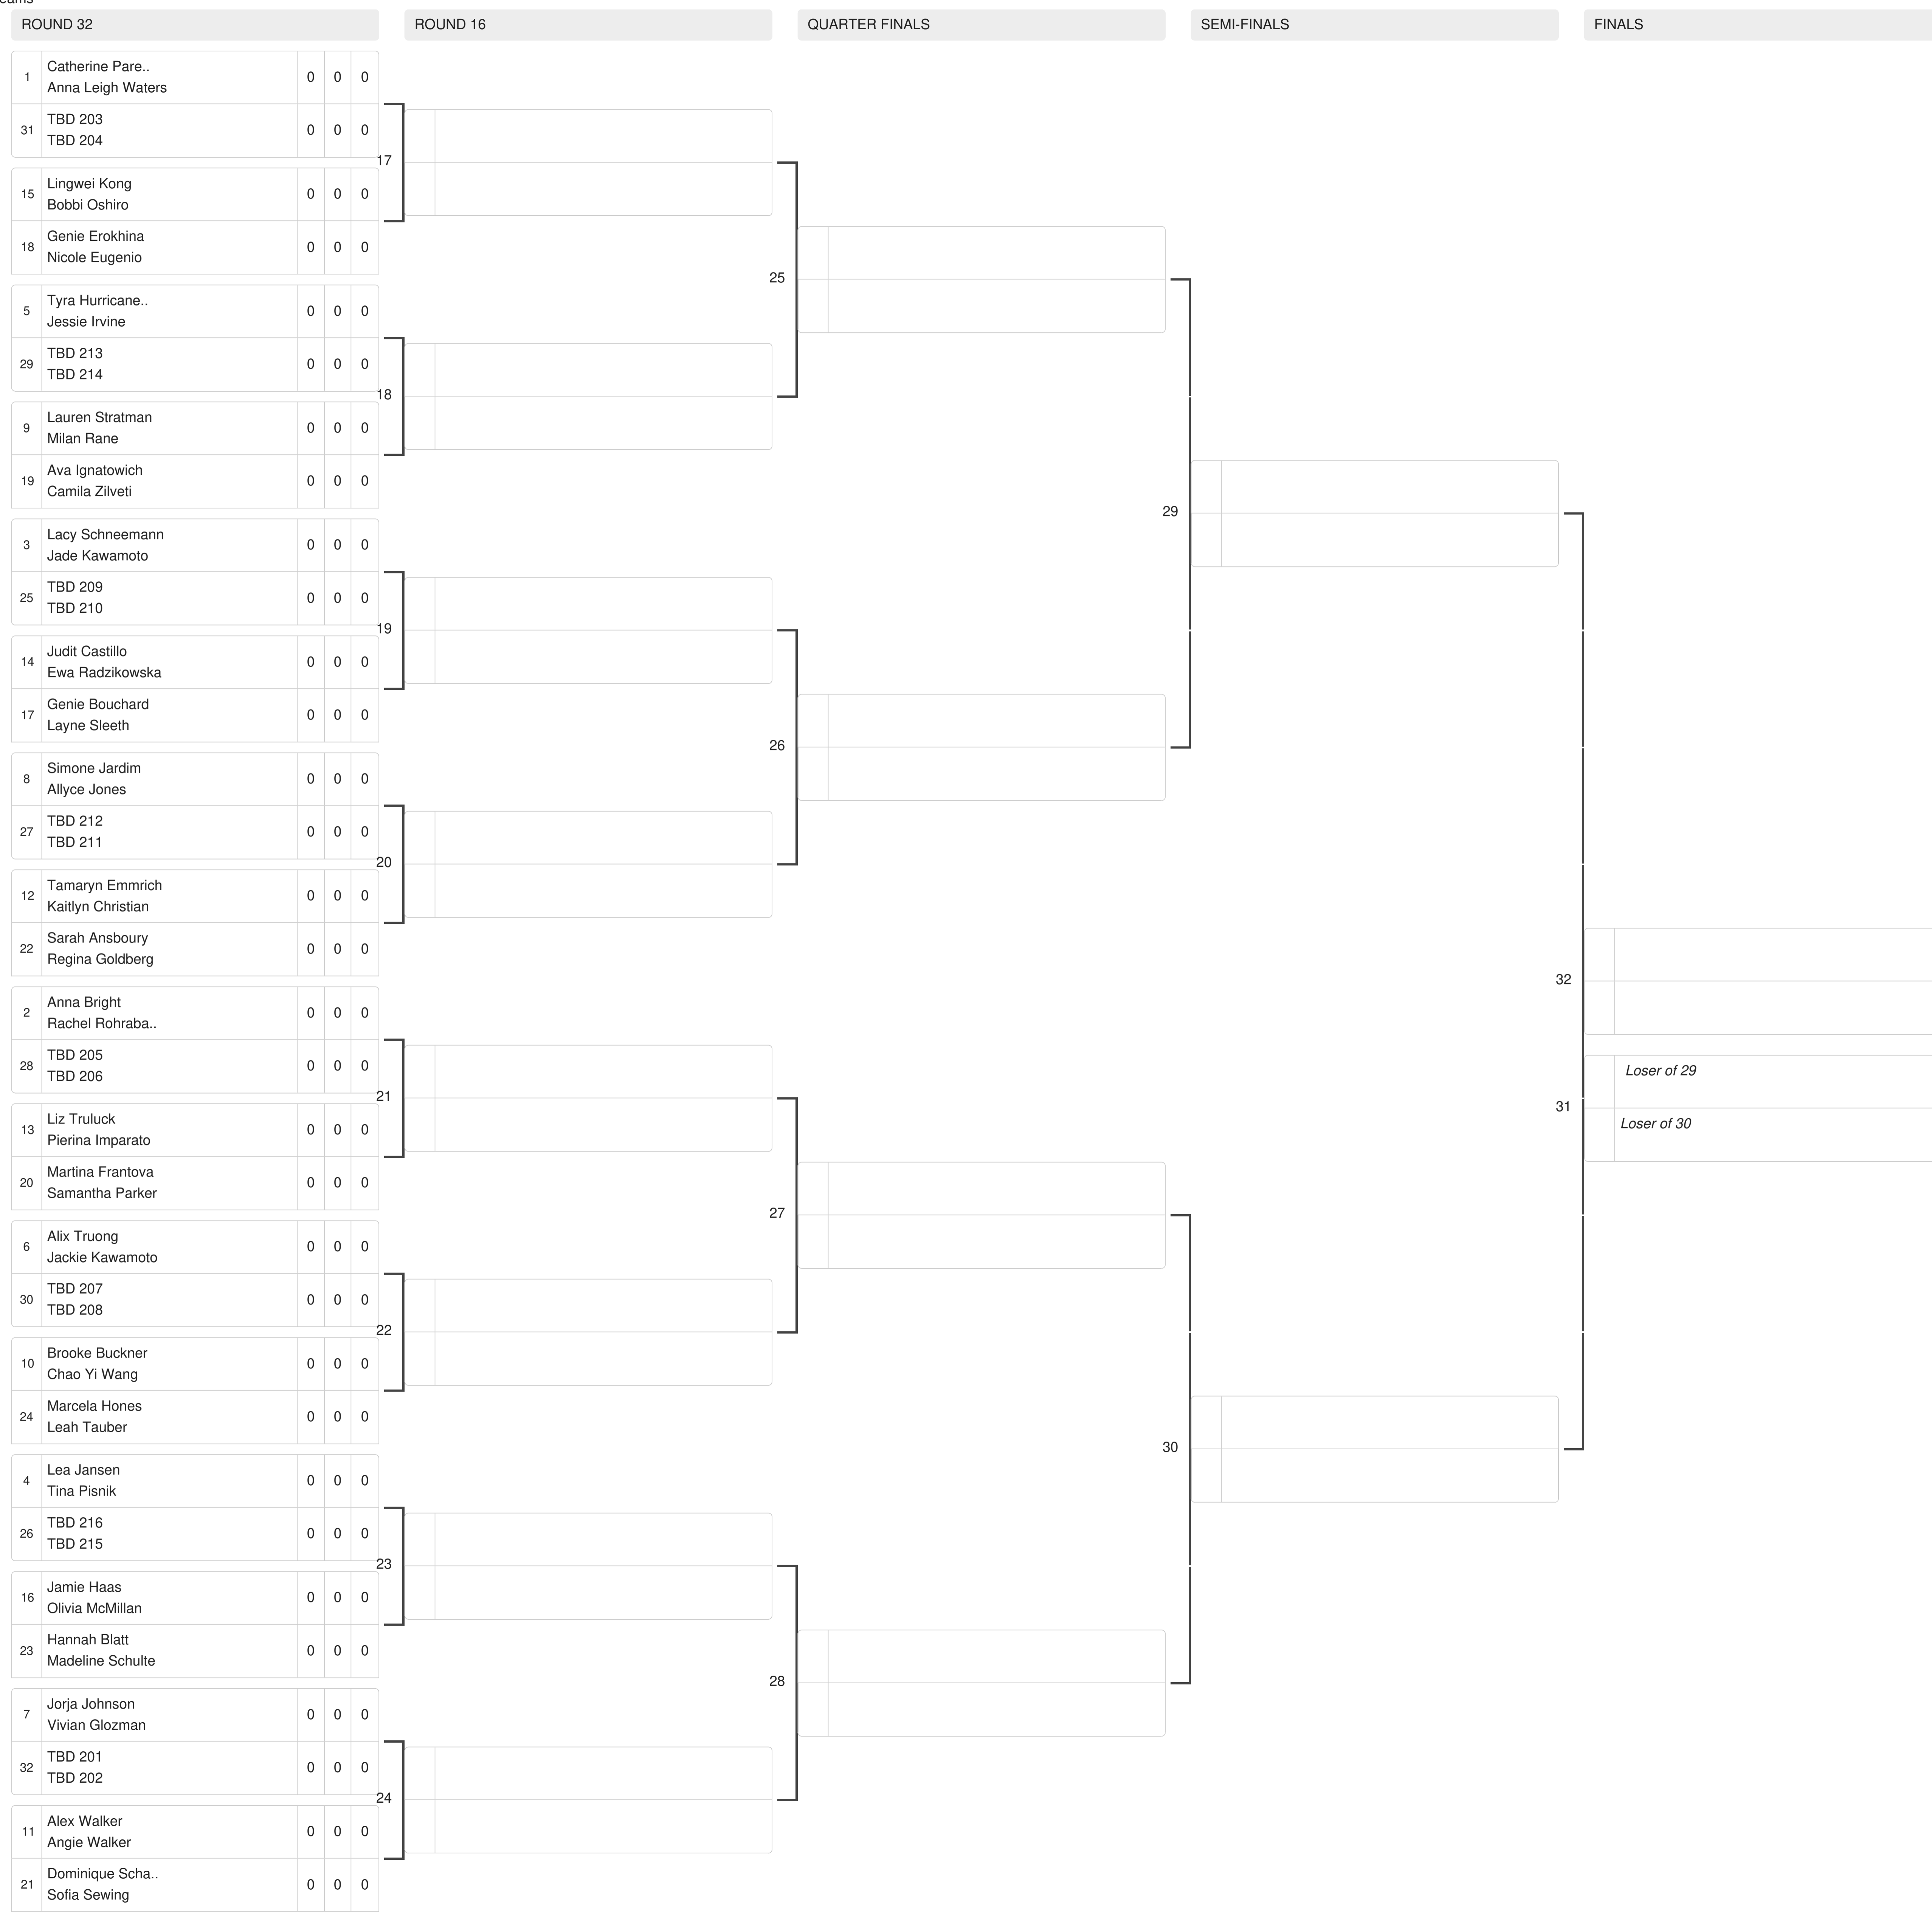 ROUND 32
ROUND 16
QUARTER FINALS
SEMI-FINALS
FINALS
1
Catherine Pare..
Anna Leigh Waters
0 0 0
31
TBD 203
TBD 204
0 0 0
15
Lingwei Kong
Bobbi Oshiro
0 0 0
18
Genie Erokhina
Nicole Eugenio
0 0 0
5
Tyra Hurricane..
Jessie Irvine
0 0 0
29
TBD 213
TBD 214
0 0 0
9
Lauren Stratman
Milan Rane
0 0 0
19
Ava Ignatowich
Camila Zilveti
0 0 0
3
Lacy Schneemann
Jade Kawamoto
0 0 0
25
TBD 209
TBD 210
0 0 0
14
Judit Castillo
Ewa Radzikowska
0 0 0
17
Genie Bouchard
Layne Sleeth
0 0 0
8
Simone Jardim
Allyce Jones
0 0 0
27
TBD 212
TBD 211
0 0 0
12
Tamaryn Emmrich
Kaitlyn Christian
0 0 0
22
Sarah Ansboury
Regina Goldberg
0 0 0
2
Anna Bright
Rachel Rohraba..
0 0 0
28
TBD 205
TBD 206
0 0 0
13
Liz Truluck
Pierina Imparato
0 0 0
20
Martina Frantova
Samantha Parker
0 0 0
6
Alix Truong
Jackie Kawamoto
0 0 0
30
TBD 207
TBD 208
0 0 0
10
Brooke Buckner
Chao Yi Wang
0 0 0
24
Marcela Hones
Leah Tauber
0 0 0
4
Lea Jansen
Tina Pisnik
0 0 0
26
TBD 216
TBD 215
0 0 0
16
Jamie Haas
Olivia McMillan
0 0 0
23
Hannah Blatt
Madeline Schulte
0 0 0
7
Jorja Johnson
Vivian Glozman
0 0 0
32
TBD 201
TBD 202
0 0 0
11
Alex Walker
Angie Walker
0 0 0
21
Dominique Scha..
Sofia Sewing
0 0 0
17
18
19
20
21
22
23
24
25
26
27
28
29
30
32
31
Loser of 29
Loser of 30